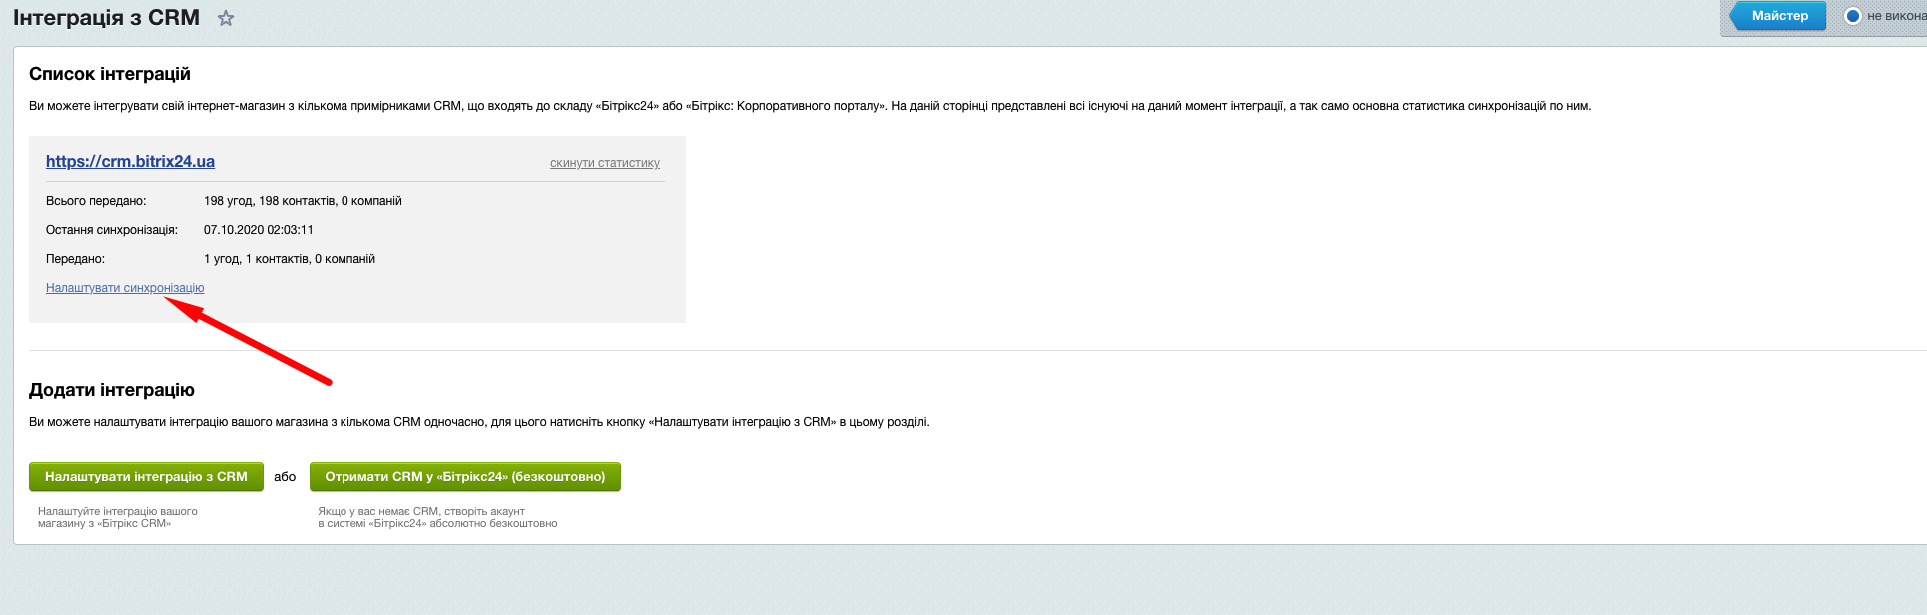 Інтеграція з CRM
Майстер
не викона
Список інтеграцій
Ви можете інтегрувати свій інтернет-магазин з кількома примірниками CRM, що входять до складу «Бітрікс24» або «Бітрікс: Корпоративного порталу». На даній сторінці представлені всі існуючі на даний момент інтеграції, а так само основна статистика синхронізацій по ним.
https://crm.bitrix24.ua
скинути статистику
Всього передано: 198 угод, 198 контактів, 0 компаній
Остання синхронізація: 07.10.2020 02:03:11
Передано: 1 угод, 1 контактів, 0 компаній
Налаштувати синхронізацію
Додати інтеграцію
Ви можете налаштувати інтеграцію вашого магазина з кількома CRM одночасно, для цього натисніть кнопку «Налаштувати інтеграцію з CRM» в цьому розділі.
Налаштувати інтеграцію з CRM або Отримати CRM у «Бітрікс24» (безкоштовно)
Налаштуйте інтеграцію вашого
магазину з «Бітрікс CRM»
Якщо у вас немає CRM, створіть акаунт
в системі «Бітрікс24» абсолютно безкоштовно